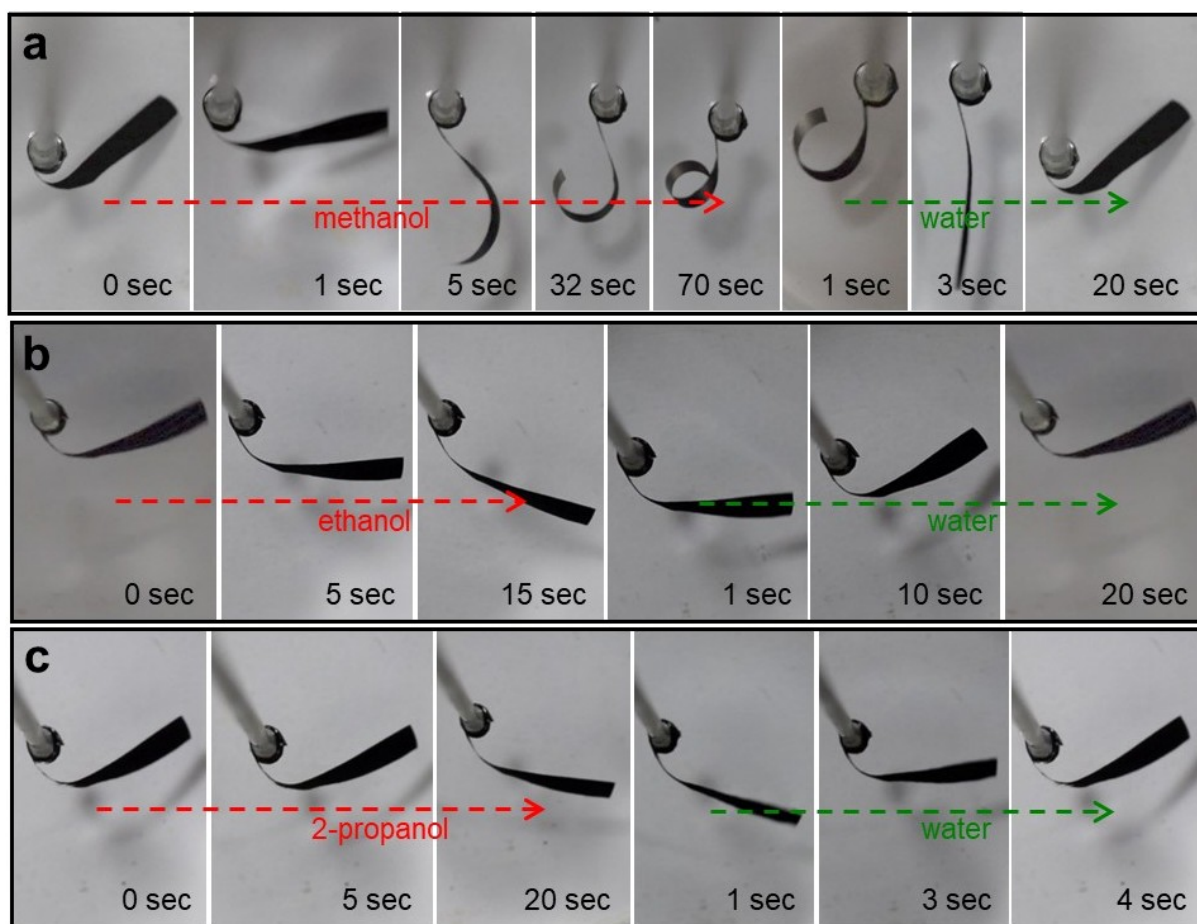 a
methanol
water
0 sec
1 sec
5 sec
32 sec
70 sec
1 sec
3 sec
20 sec
b
ethanol
water
0 sec
5 sec
15 sec
1 sec
10 sec
20 sec
c
2-propanol
water
0 sec
5 sec
20 sec
1 sec
3 sec
4 sec